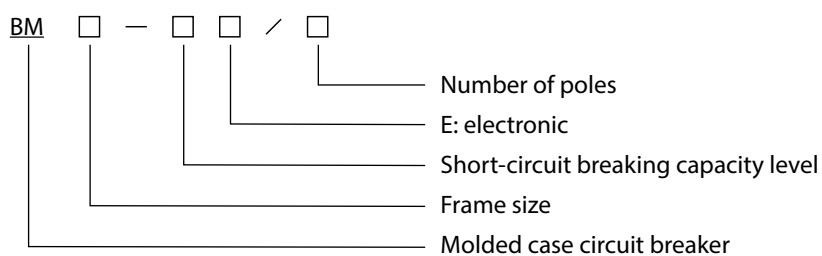 BM □ - □ □ / □
Number of poles
E: electronic
Short-circuit breaking capacity level
Frame size
Molded case circuit breaker